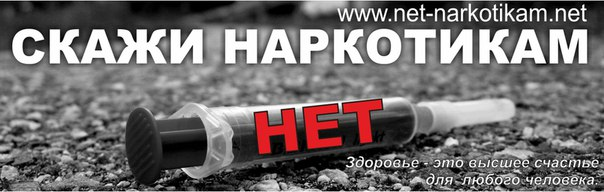 www.net-narkotikam.net
СКАЖИ НАРКОТИКАМ
НЕТ
Здоровье - это высшее счастье
для любого человека.